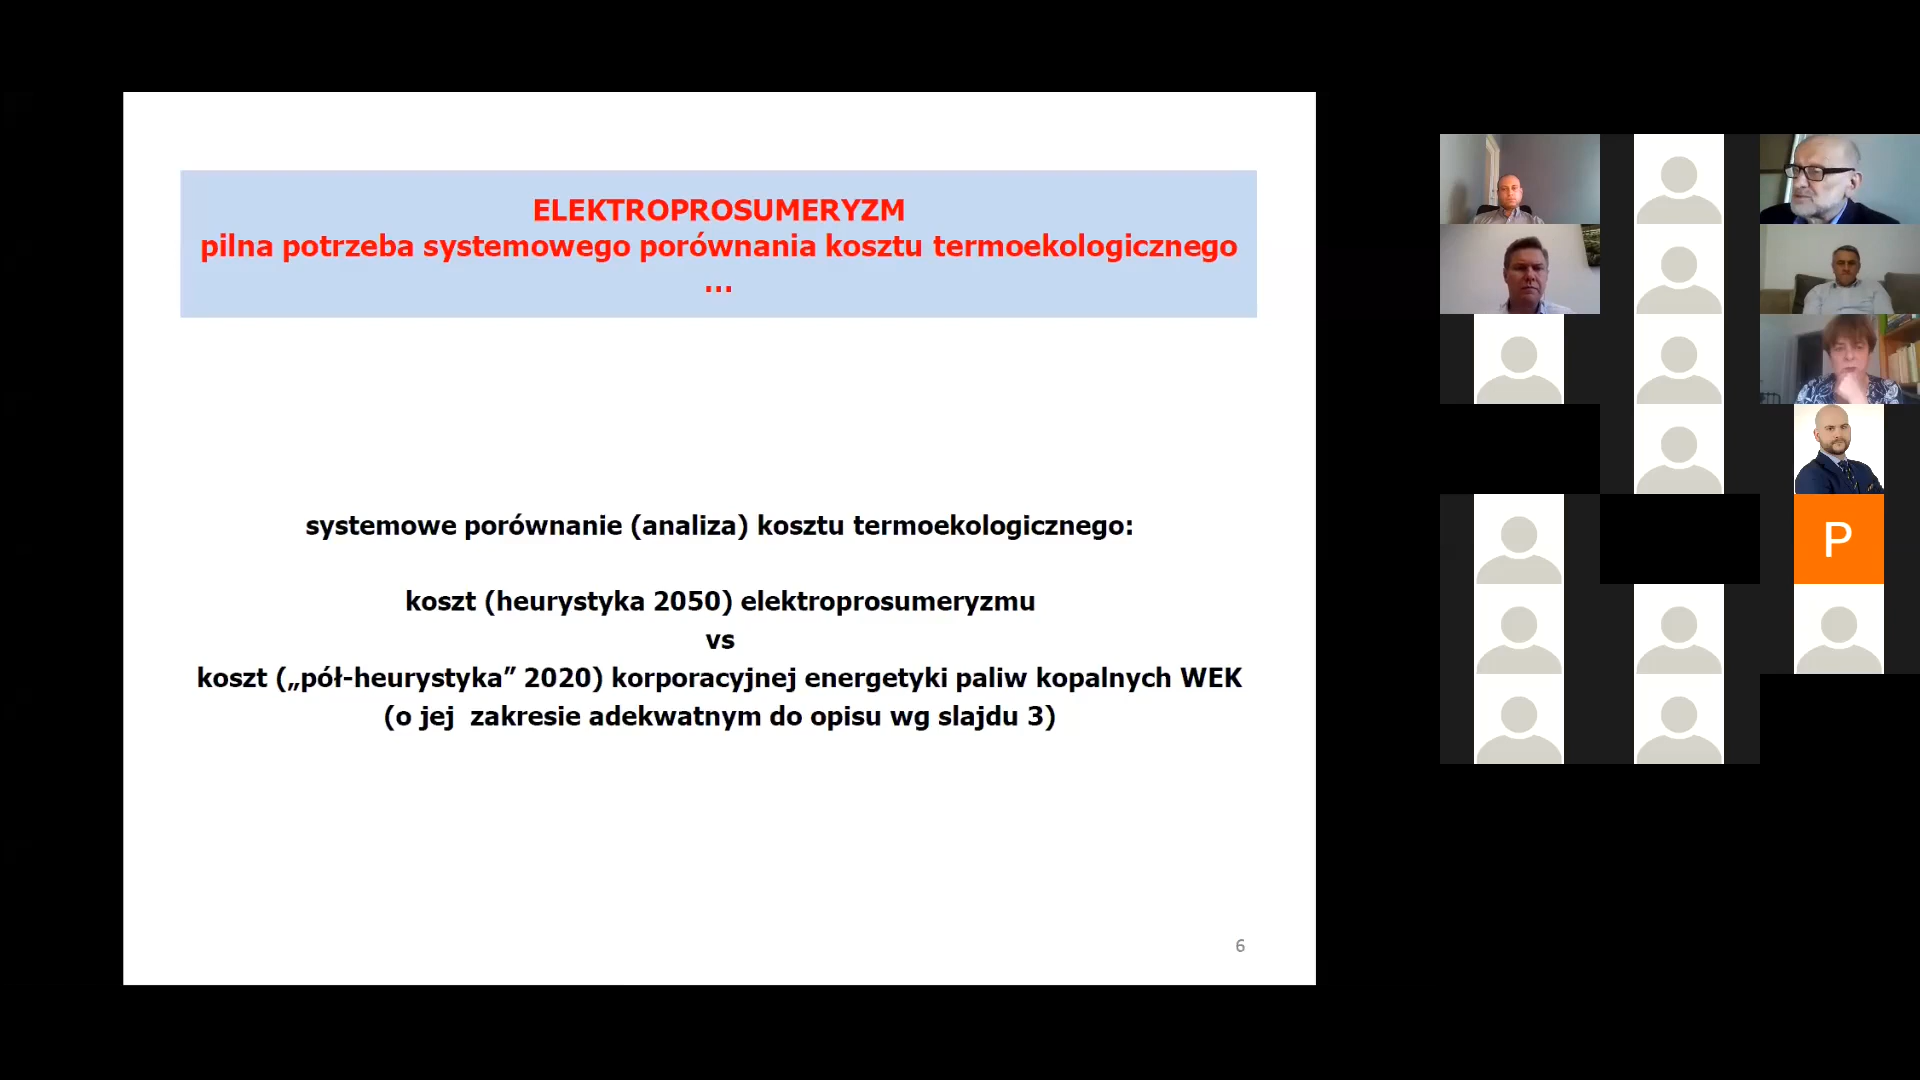 ELEKTROPROSUMERYZM
pilna potrzeba systemowego porównania kosztu termoekologicznego
...
systemowe porównanie (analiza) kosztu termoekologicznego:
koszt (heurystyka 2050) elektroprosumeryzmu
vs
koszt („pół-heurystyka” 2020) korporacyjnej energetyki paliw kopalnych WEK
(o jej  zakresie adekwatnym do opisu wg slajdu 3)
6
P